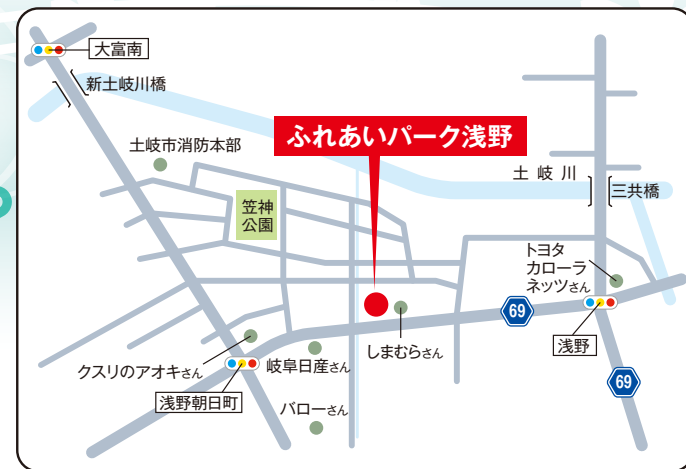 大富南
新土岐川橋
土岐市消防本部
ふれあいパーク浅野
土岐川
三共橋
笠神
公園
トヨタ
カローラ
ネッツさん
69
しまむらさん
浅野
クスリのアオキさん
岐阜日産さん
69
浅野朝日町
バローさん